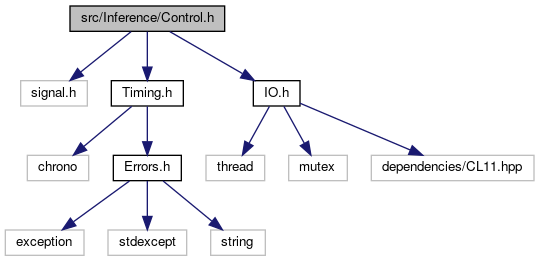 src/Inference/Control.h
signal.h
Timing.h
IO.h
chrono
Errors.h
thread
mutex
dependencies/CL11.hpp
exception
stdexcept
string